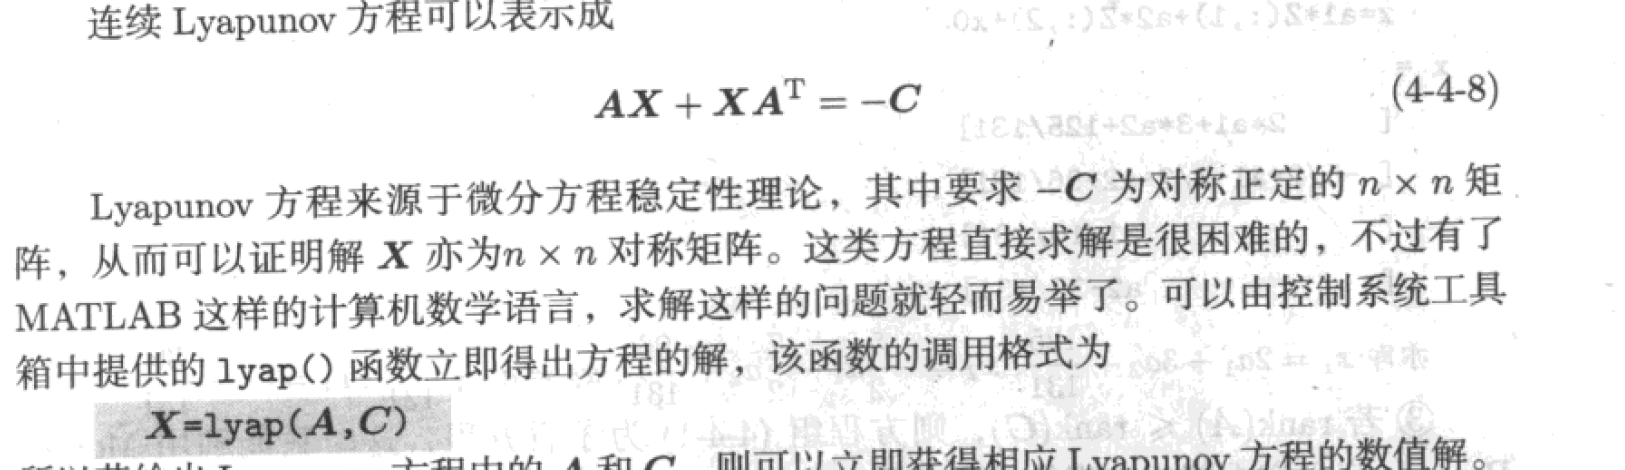 连续 Lyapunov 方程可以表示成
AX + XA^T = −C (4-4-8)
Lyapunov 方程来源于微分方程稳定性理论，其中要求 −C 为对称正定的 n × n 矩
阵，从而可以证明解 X 亦为n × n 对称矩阵。这类方程直接求解是很困难的，不过有了
MATLAB 这样的计算机数学语言，求解这样的问题就轻而易举了。可以由控制系统工具
箱中提供的 lyap() 函数立即得出方程的解，该函数的调用格式为
X=lyap(A,C)
方程中的 A 和 C，则可以立即获得相应 Lyapunov 方程的数值解。